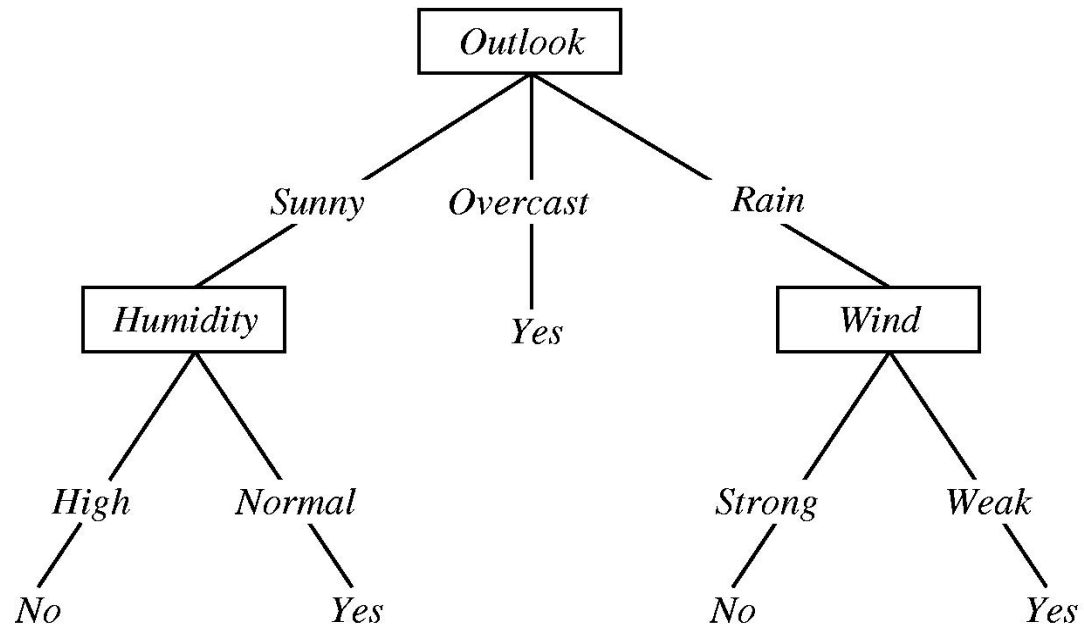 Outlook
Sunny Overcast Rain
Humidity Yes Wind
High Normal Strong Weak
No Yes No Yes